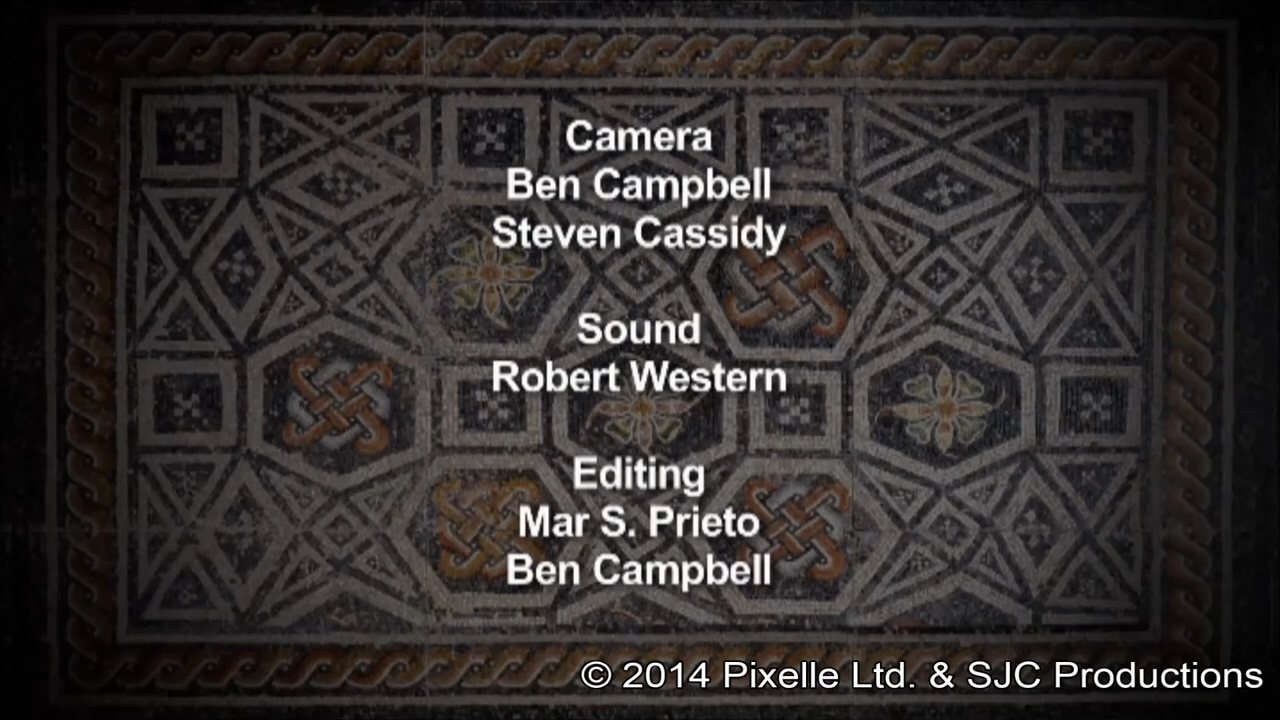 Camera
Ben Campbell
Steven Cassidy
Sound
Robert Western
Editing
Mar S. Prieto
Ben Campbell
© 2014 Pixelle Ltd. & SJC Productions